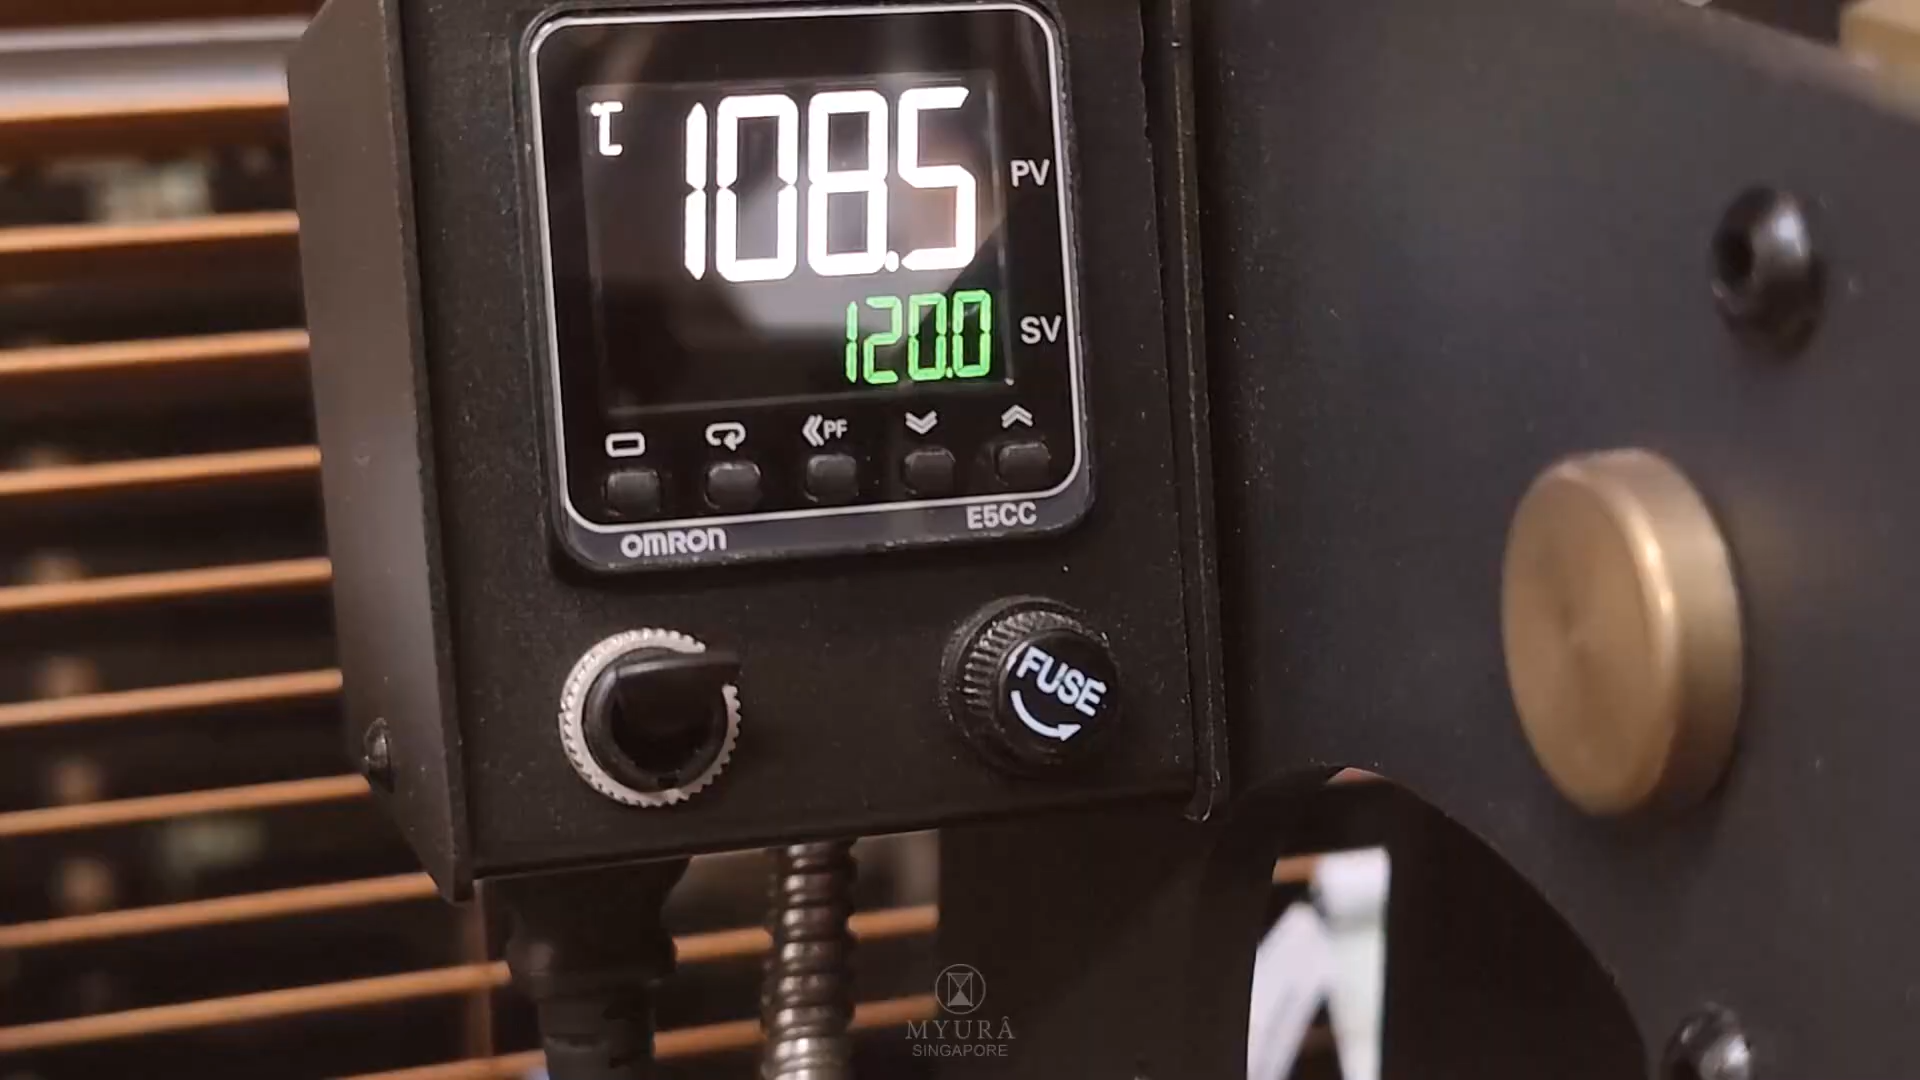 ℃ 108.5 PV
120.0 SV
PF
OMRON E5CC
FUSE
MYURÂ
SINGAPORE